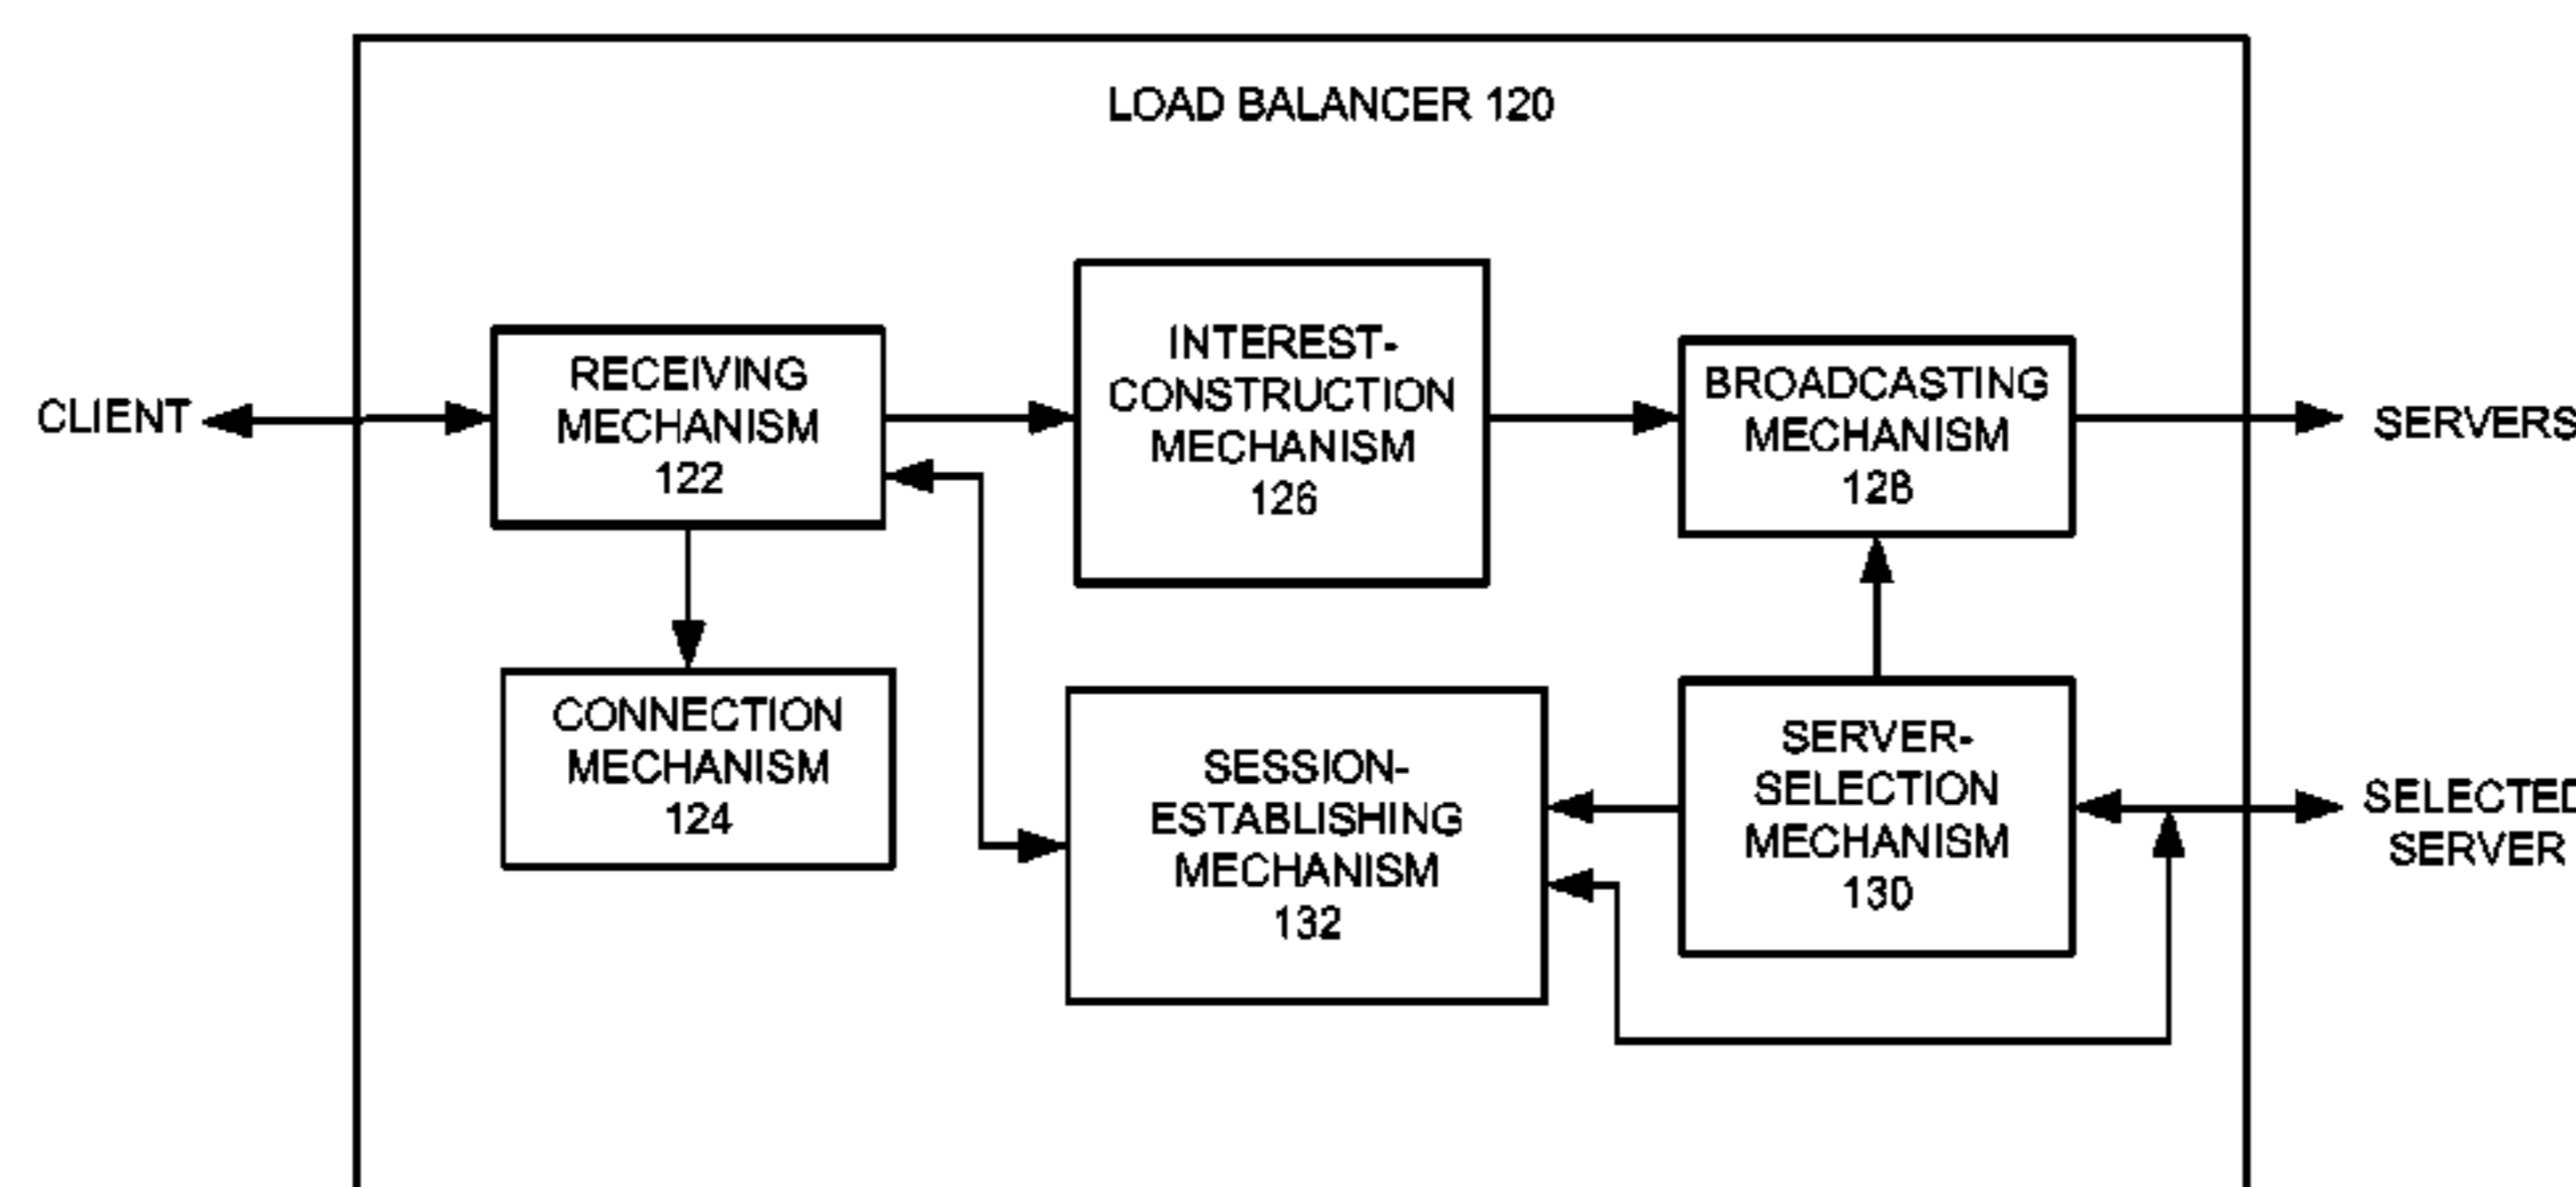 LOAD BALANCER 120
CLIENT
RECEIVING
MECHANISM
122
INTEREST-
CONSTRUCTION
MECHANISM
126
BROADCASTING
MECHANISM
128
SERVERS
CONNECTION
MECHANISM
124
SESSION-
ESTABLISHING
MECHANISM
132
SERVER-
SELECTION
MECHANISM
130
SELECTED
SERVER